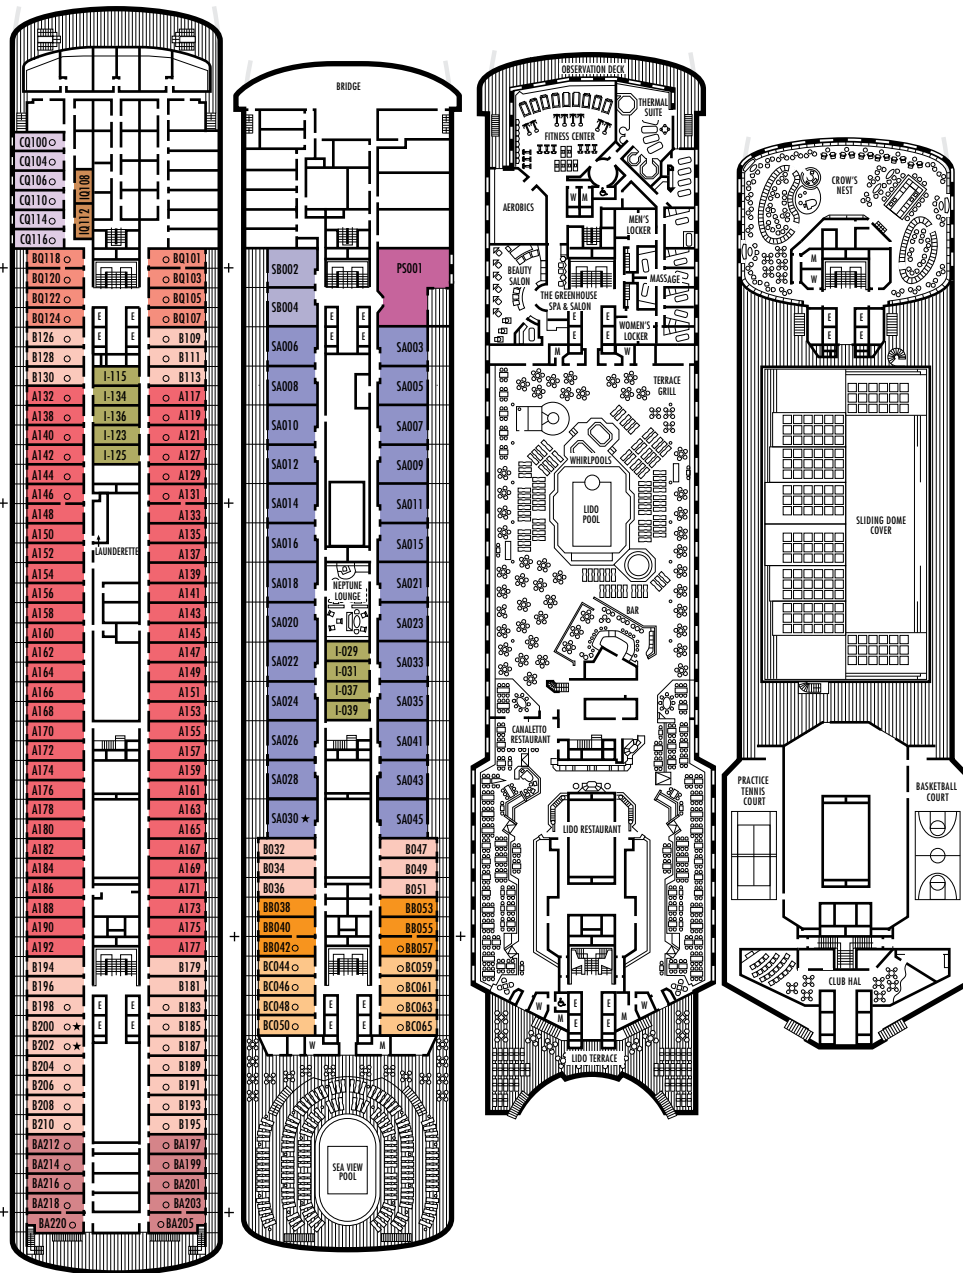 CQ100
CQ104
CQ106
CQ110
CQ114
CQ116
IQ108
IQ112
BQ118
BQ120
BQ122
BQ124
B126
B128
B130
A132
A138
A140
A142
A144
A146
A148
A150
A152
A154
A156
A158
A160
A162
A164
A166
A168
A170
A172
A174
A176
A178
A180
A182
A184
A186
A188
A190
A192
B194
B196
B198
B200 ★
B202 ★
B204
B206
B208
B210
BA212
BA214
BA216
BA218
BA220
E E
E E
I-115
I-134
I-136
I-123
I-125
LAUNDERETTE
E E
E E
BQ101
BQ103
BQ105
BQ107
B109
B111
B113
A117
A119
A121
A127
A129
A131
A133
A135
A137
A139
A141
A143
A145
A147
A149
A151
A153
A155
A157
A159
A161
A163
A165
A167
A169
A171
A173
A175
A177
B179
B181
B183
B185
B187
B189
B191
B193
B195
BA197
BA199
BA201
BA203
BA205
BRIDGE
SB002
SB004
SA006
SA008
SA010
SA012
SA014
SA016
SA018
SA020
SA022
SA024
SA026
SA028
SA030 ★
B032
B034
B036
BB038
BB040
BB042
BC044
BC046
BC048
BC050
E E
E E
NEPTUNE
LOUNGE
I-029
I-031
I-037
I-039
E E
E E
W M
PS001
SA003
SA005
SA007
SA009
SA011
SA015
SA021
SA023
SA033
SA035
SA041
SA043
SA045
B047
B049
B051
BB053
BB055
BB057
BC059
BC061
BC063
BC065
SEA VIEW
POOL
OBSERVATION DECK
THERMAL
SUITE
FITNESS CENTER
W M
AEROBICS
MEN'S
LOCKER
BEAUTY
SALON
MASSAGE
THE GREENHOUSE
SPA & SALON
E E
E E
WOMEN'S
LOCKER
M W
TERRACE
GRILL
WHIRLPOOLS
LIDO
POOL
BAR
CANALETTO
RESTAURANT
LIDO RESTAURANT
W E E W
M E E M
LIDO TERRACE
CROW'S
NEST
M
W
E E
E E
SLIDING DOME
COVER
PRACTICE
TENNIS
COURT
BASKETBALL
COURT
CLUB HAL
E E
E E